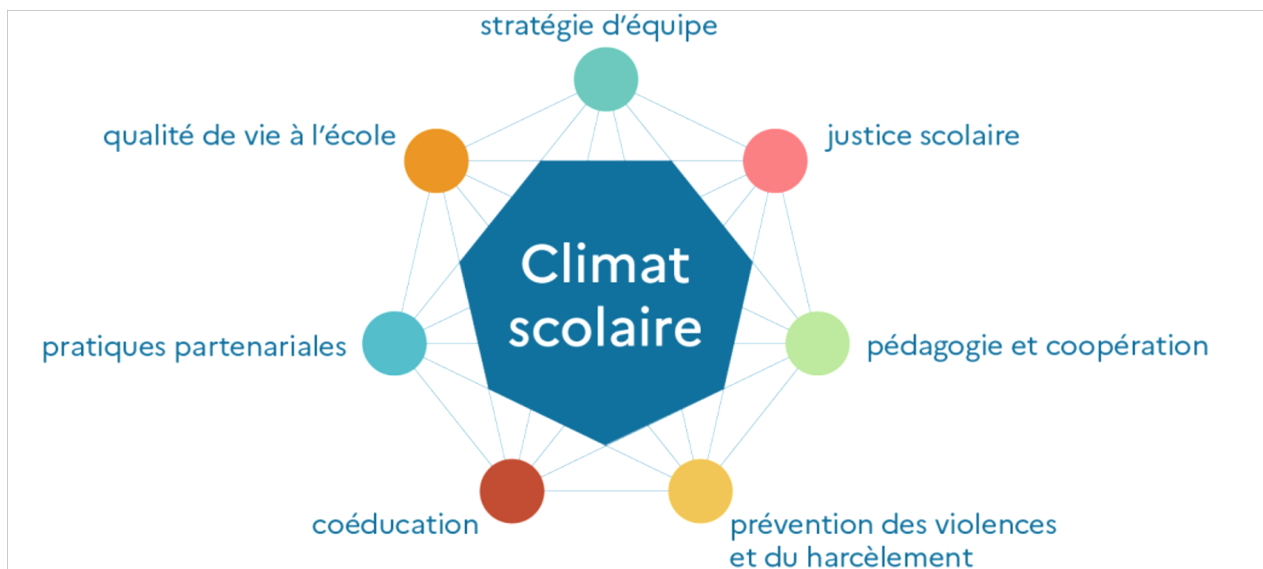 stratégie d’équipe
qualité de vie à l’école
justice scolaire
Climat
scolaire
pratiques partenariales
pédagogie et coopération
coéducation
prévention des violences
et du harcèlement